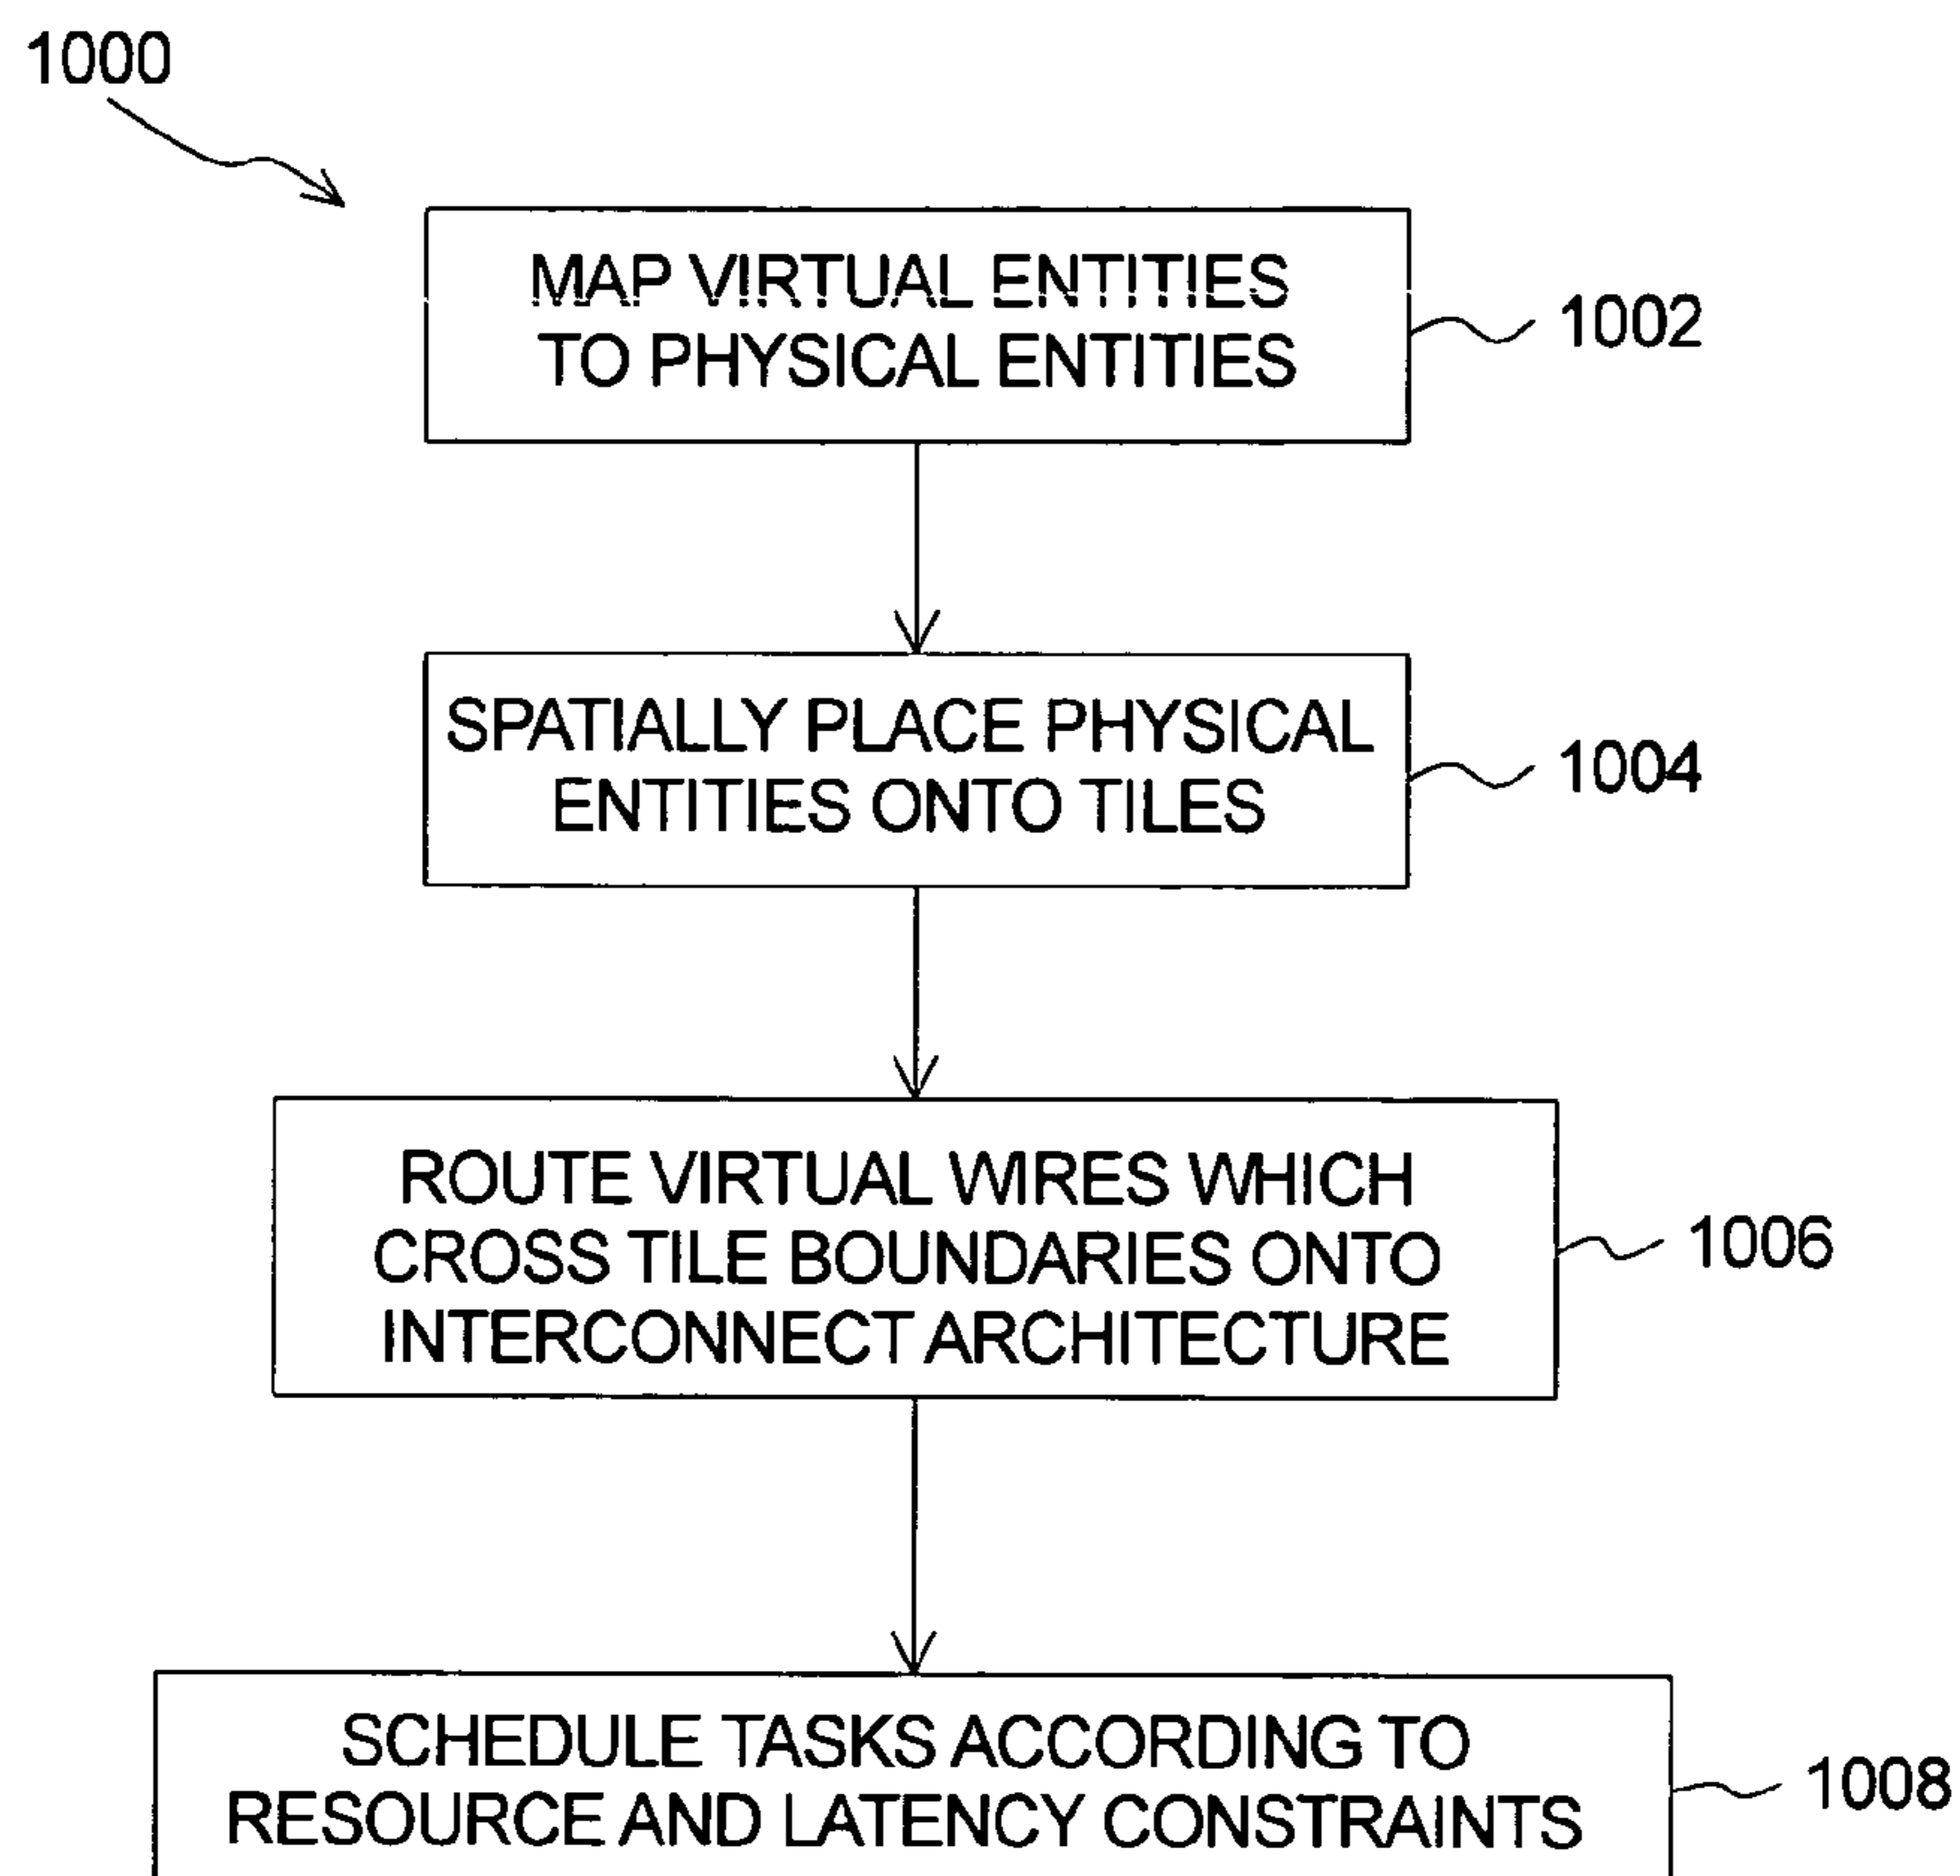 1000
MAP VIRTUAL ENTITIES
TO PHYSICAL ENTITIES
1002
SPATIALLY PLACE PHYSICAL
ENTITIES ONTO TILES
1004
ROUTE VIRTUAL WIRES WHICH
CROSS TILE BOUNDARIES ONTO
INTERCONNECT ARCHITECTURE
1006
SCHEDULE TASKS ACCORDING TO
RESOURCE AND LATENCY CONSTRAINTS
1008